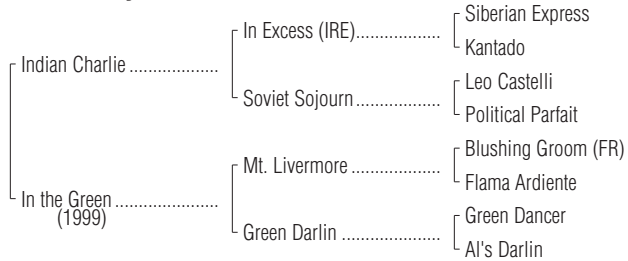 Siberian Express
In Excess (IRE)..................
Kantado
Indian Charlie ...................
Leo Castelli
Soviet Sojourn ..................
Political Parfait
Blushing Groom (FR)
Mt. Livermore ...................
Flama Ardiente
In the Green ......................
(1999)
Green Dancer
Green Darlin .....................
Al's Darlin